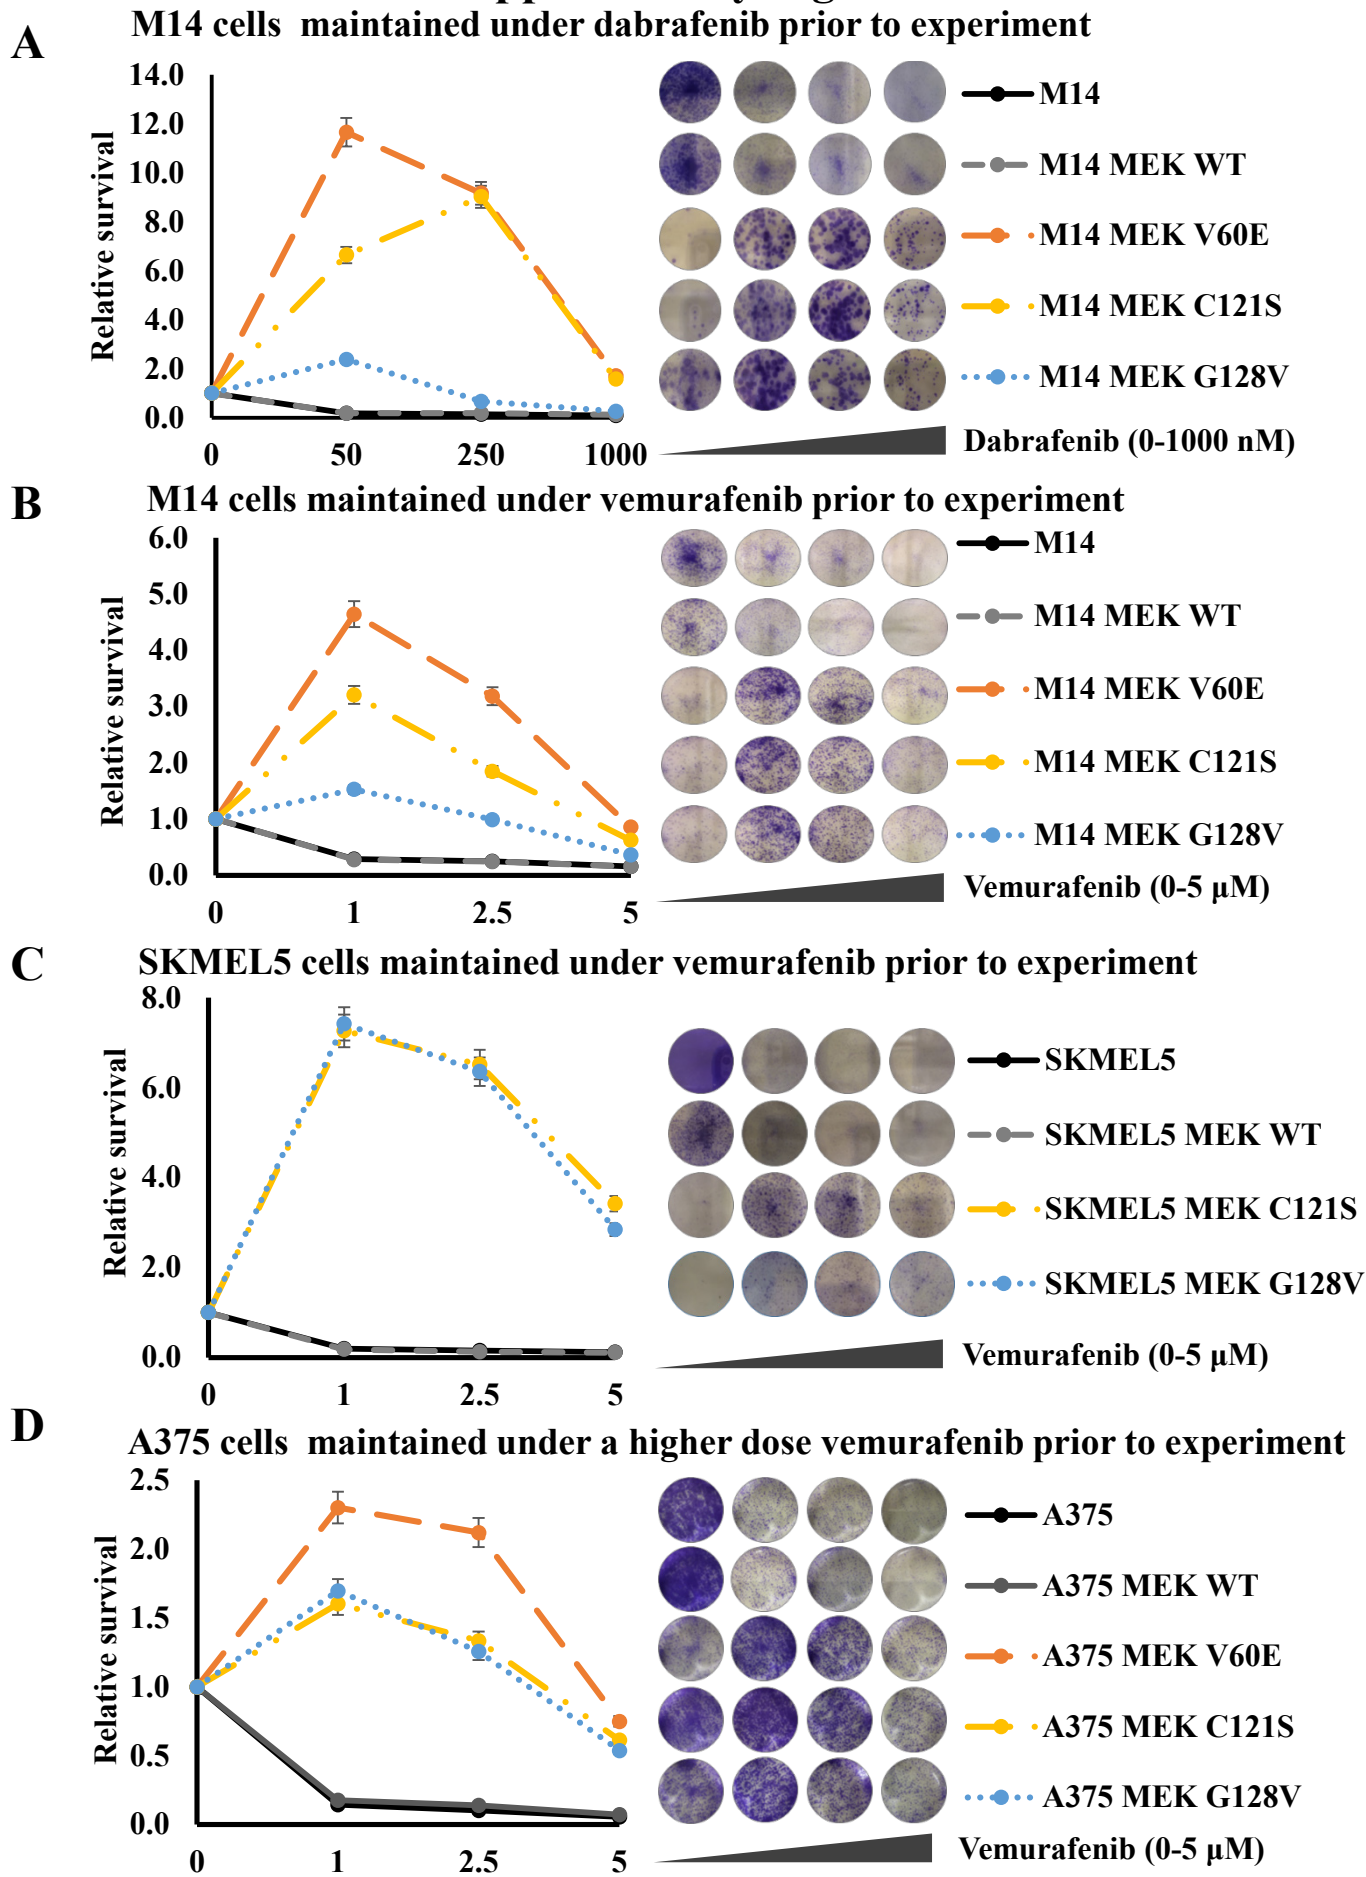 A
M14 cells maintained under dabrafenib prior to experiment
14.0
12.0
10.0
8.0
6.0
4.0
2.0
0.0
Relative survival
0 50 250 1000
M14
M14 MEK WT
M14 MEK V60E
M14 MEK C121S
M14 MEK G128V
Dabrafenib (0-1000 nM)
B
M14 cells maintained under vemurafenib prior to experiment
6.0
5.0
4.0
3.0
2.0
1.0
0.0
Relative survival
0 1 2.5 5
M14
M14 MEK WT
M14 MEK V60E
M14 MEK C121S
M14 MEK G128V
Vemurafenib (0-5 µM)
C
SKMEL5 cells maintained under vemurafenib prior to experiment
8.0
6.0
4.0
2.0
0.0
Relative survival
0 1 2.5 5
SKMEL5
SKMEL5 MEK WT
SKMEL5 MEK C121S
SKMEL5 MEK G128V
Vemurafenib (0-5 µM)
D
A375 cells maintained under a higher dose vemurafenib prior to experiment
2.5
2.0
1.5
1.0
0.5
0.0
Relative survival
0 1 2.5 5
A375
A375 MEK WT
A375 MEK V60E
A375 MEK C121S
A375 MEK G128V
Vemurafenib (0-5 µM)